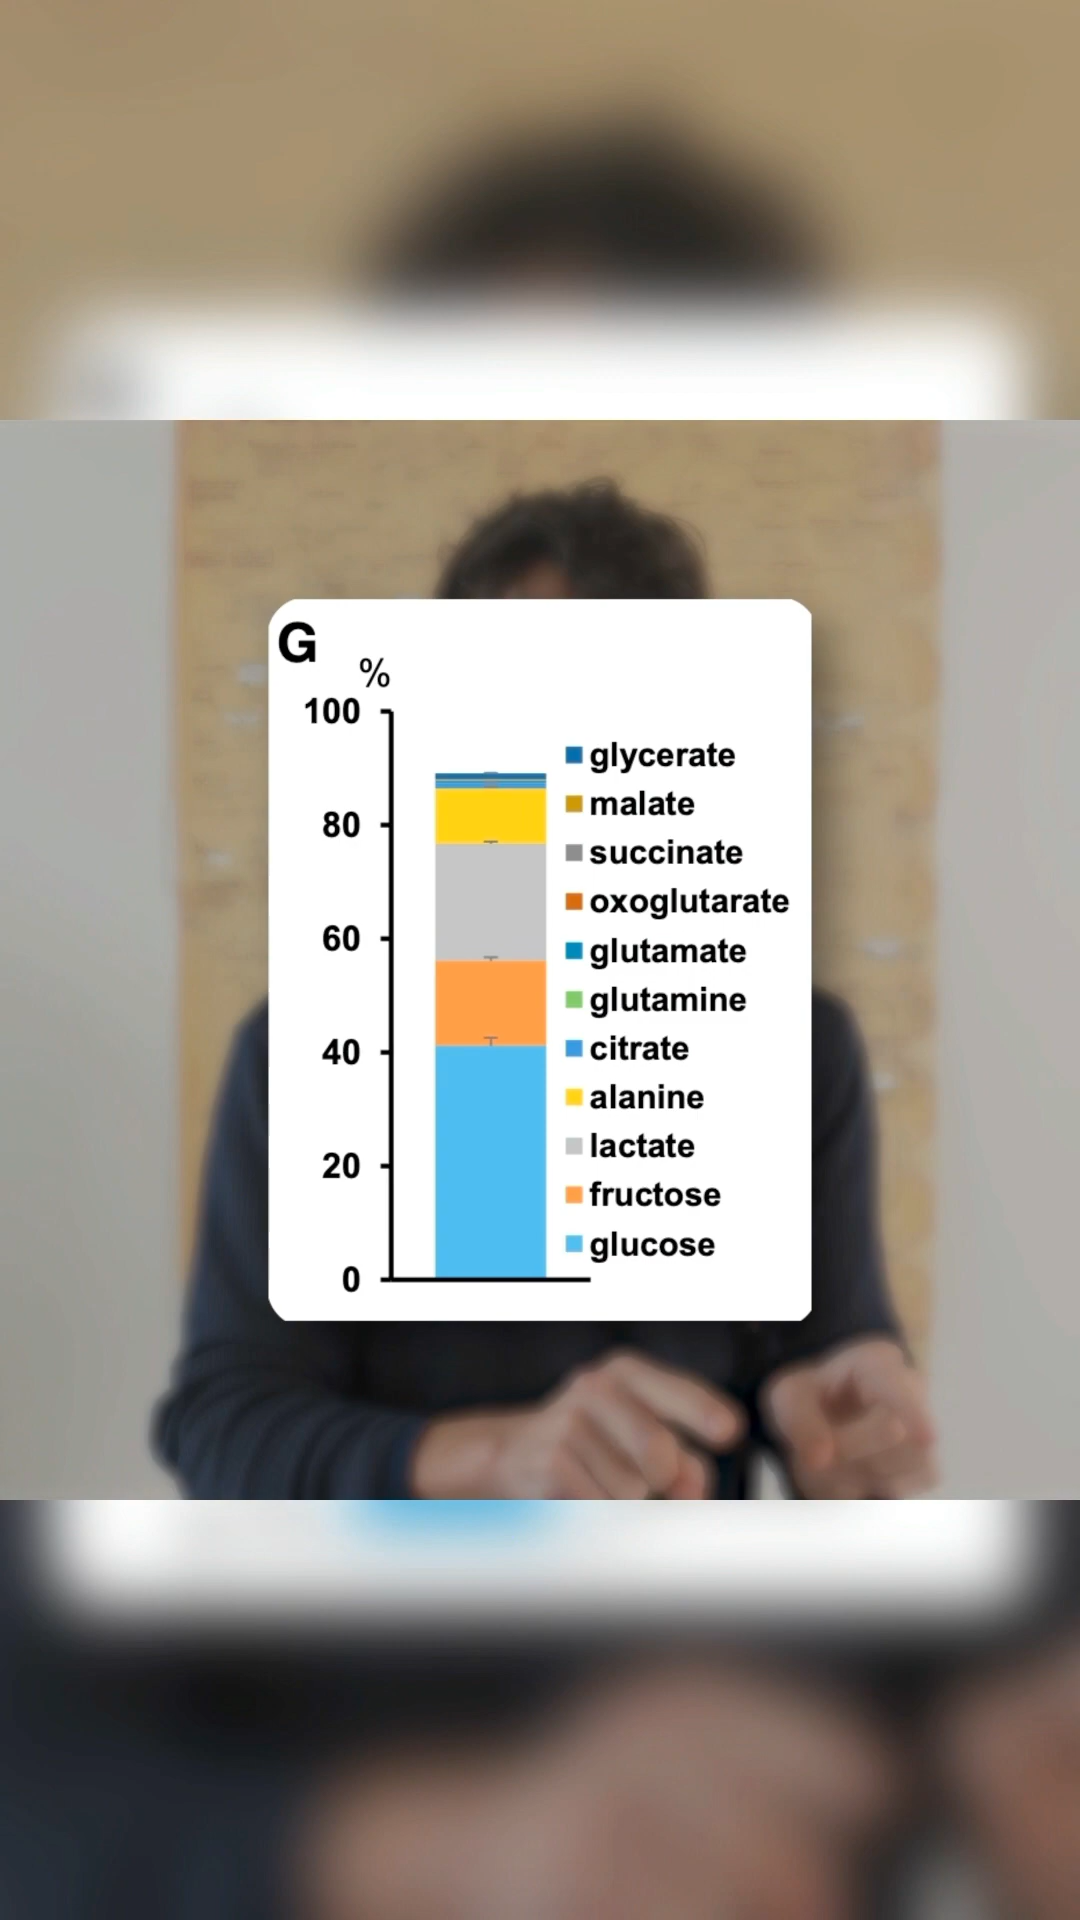 G
%
100
80
60
40
20
0
glycerate
malate
succinate
oxoglutarate
glutamate
glutamine
citrate
alanine
lactate
fructose
glucose